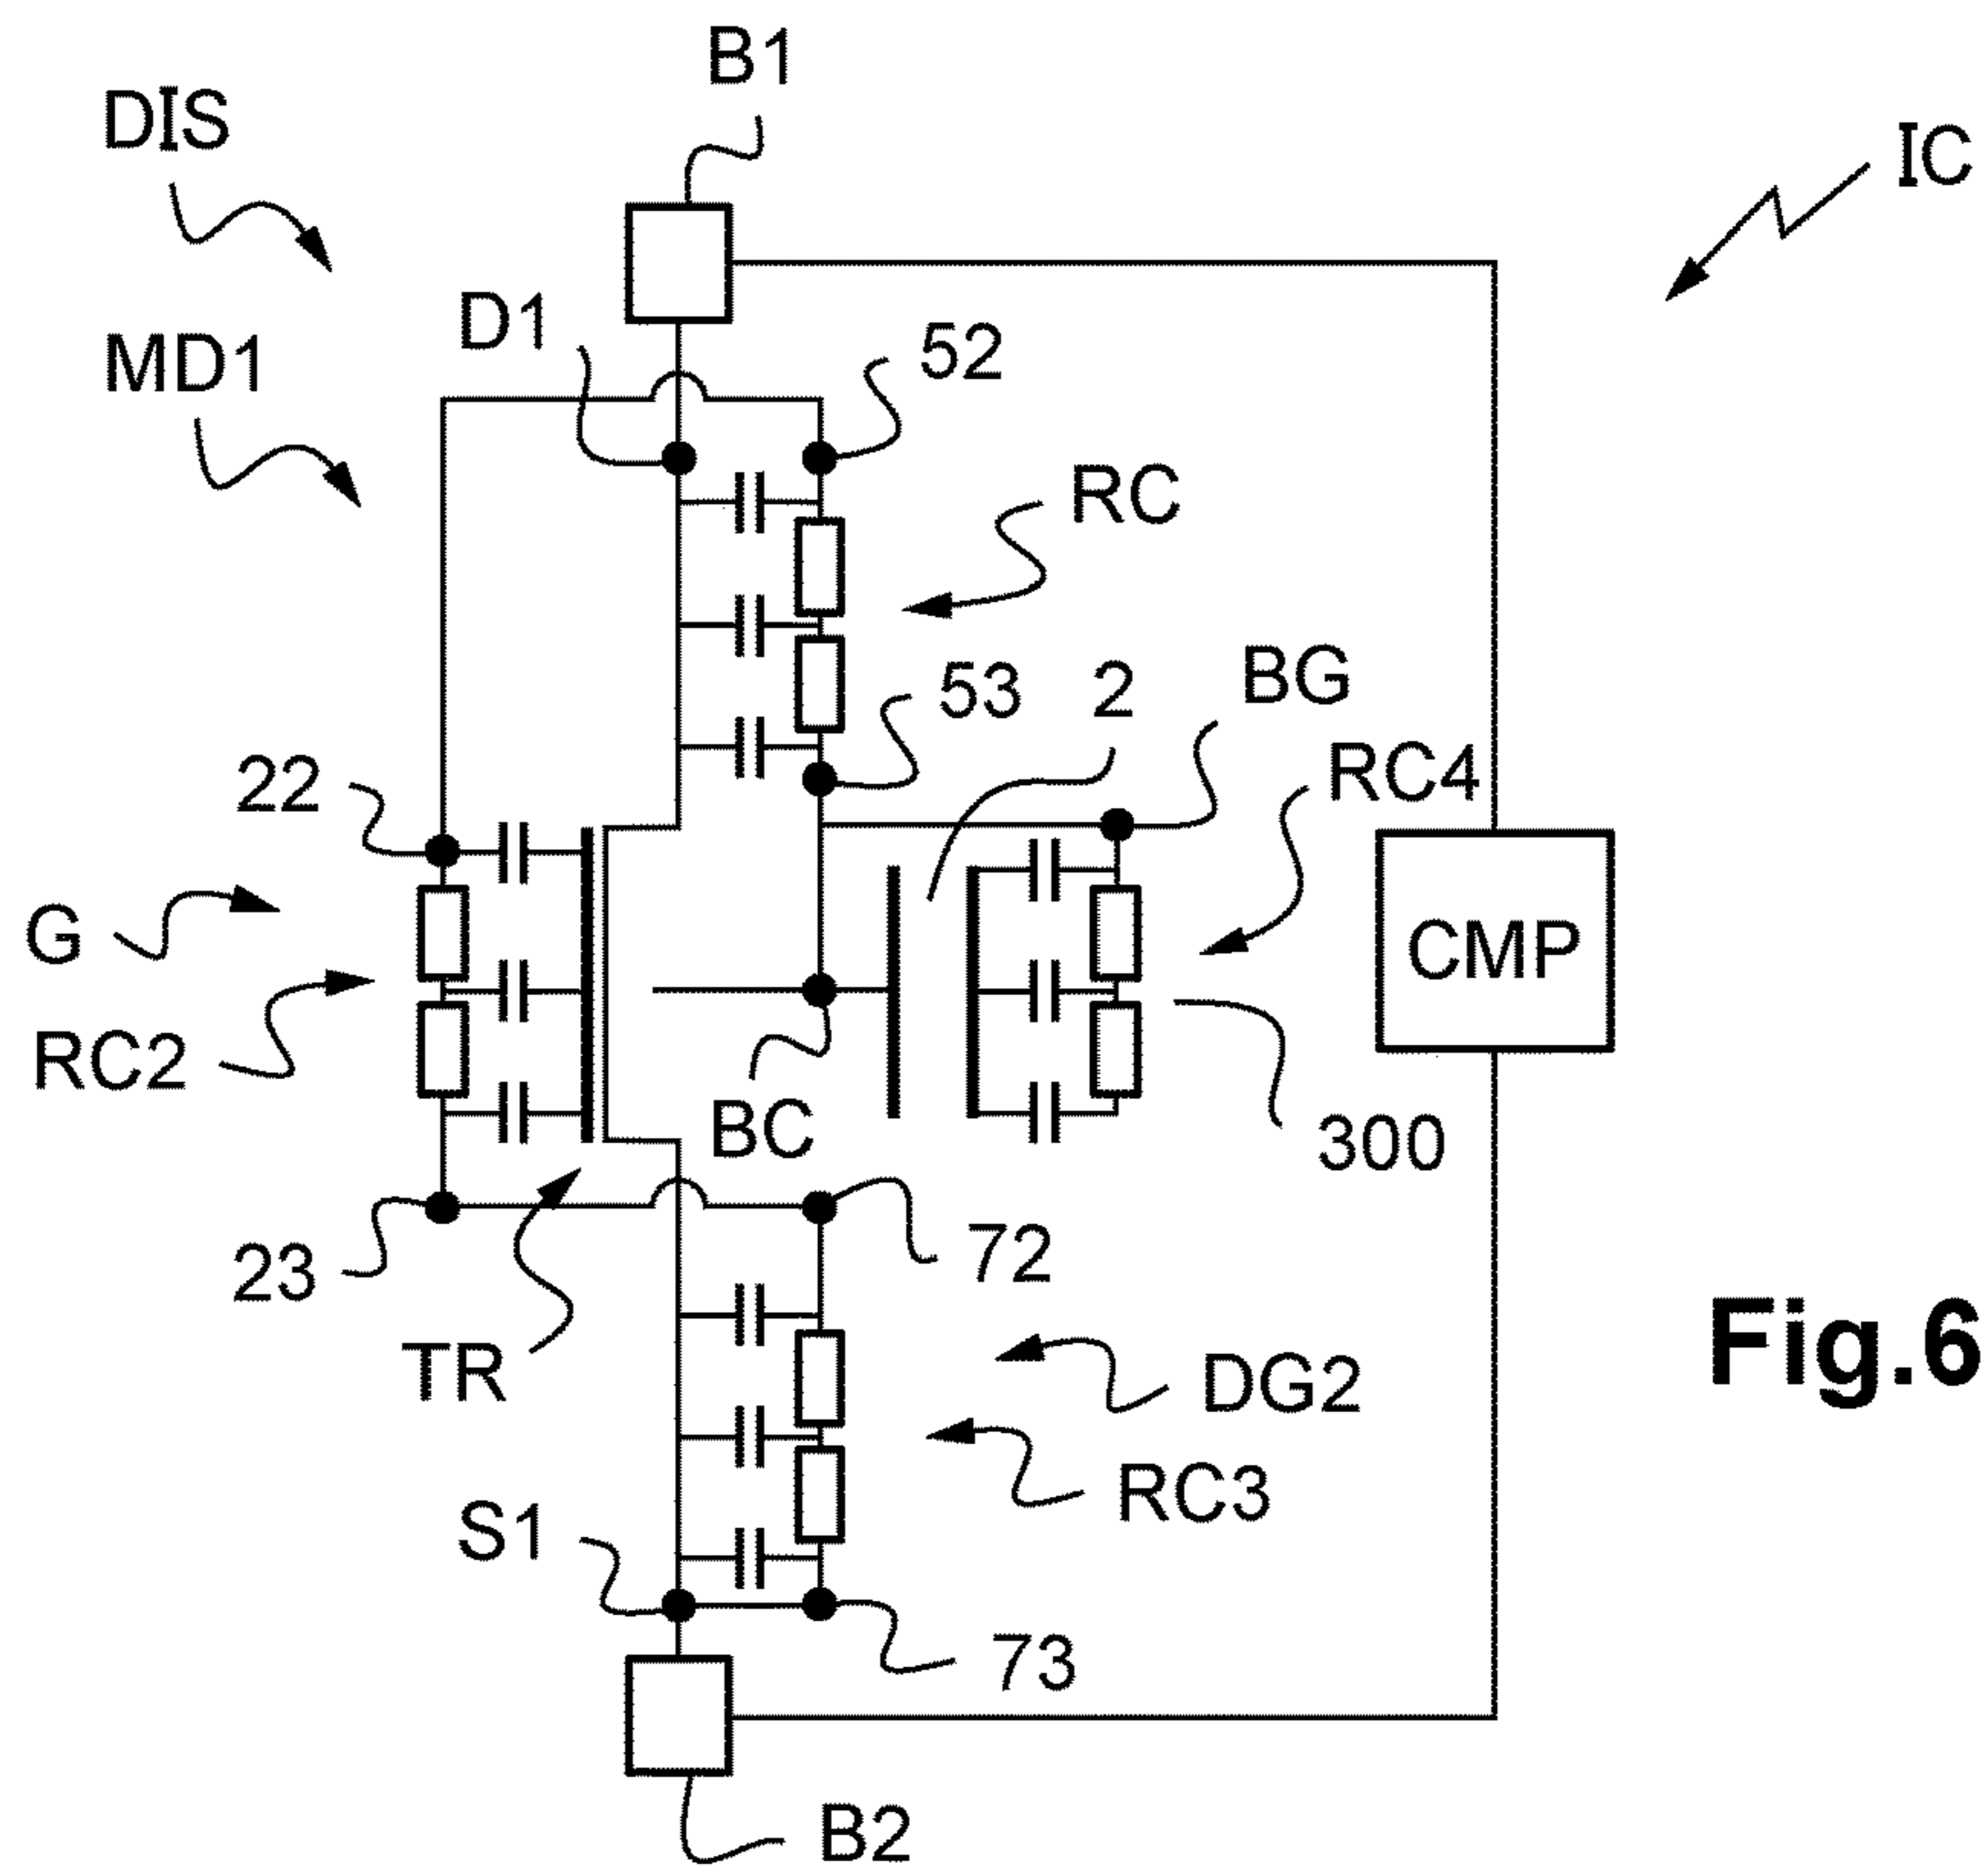 B1
DIS
IC
D1
52
MD1
RC
53
2
BG
RC4
22
G
CMP
RC2
BC
300
23
72
TR
DG2
Fig.6
RC3
S1
73
B2